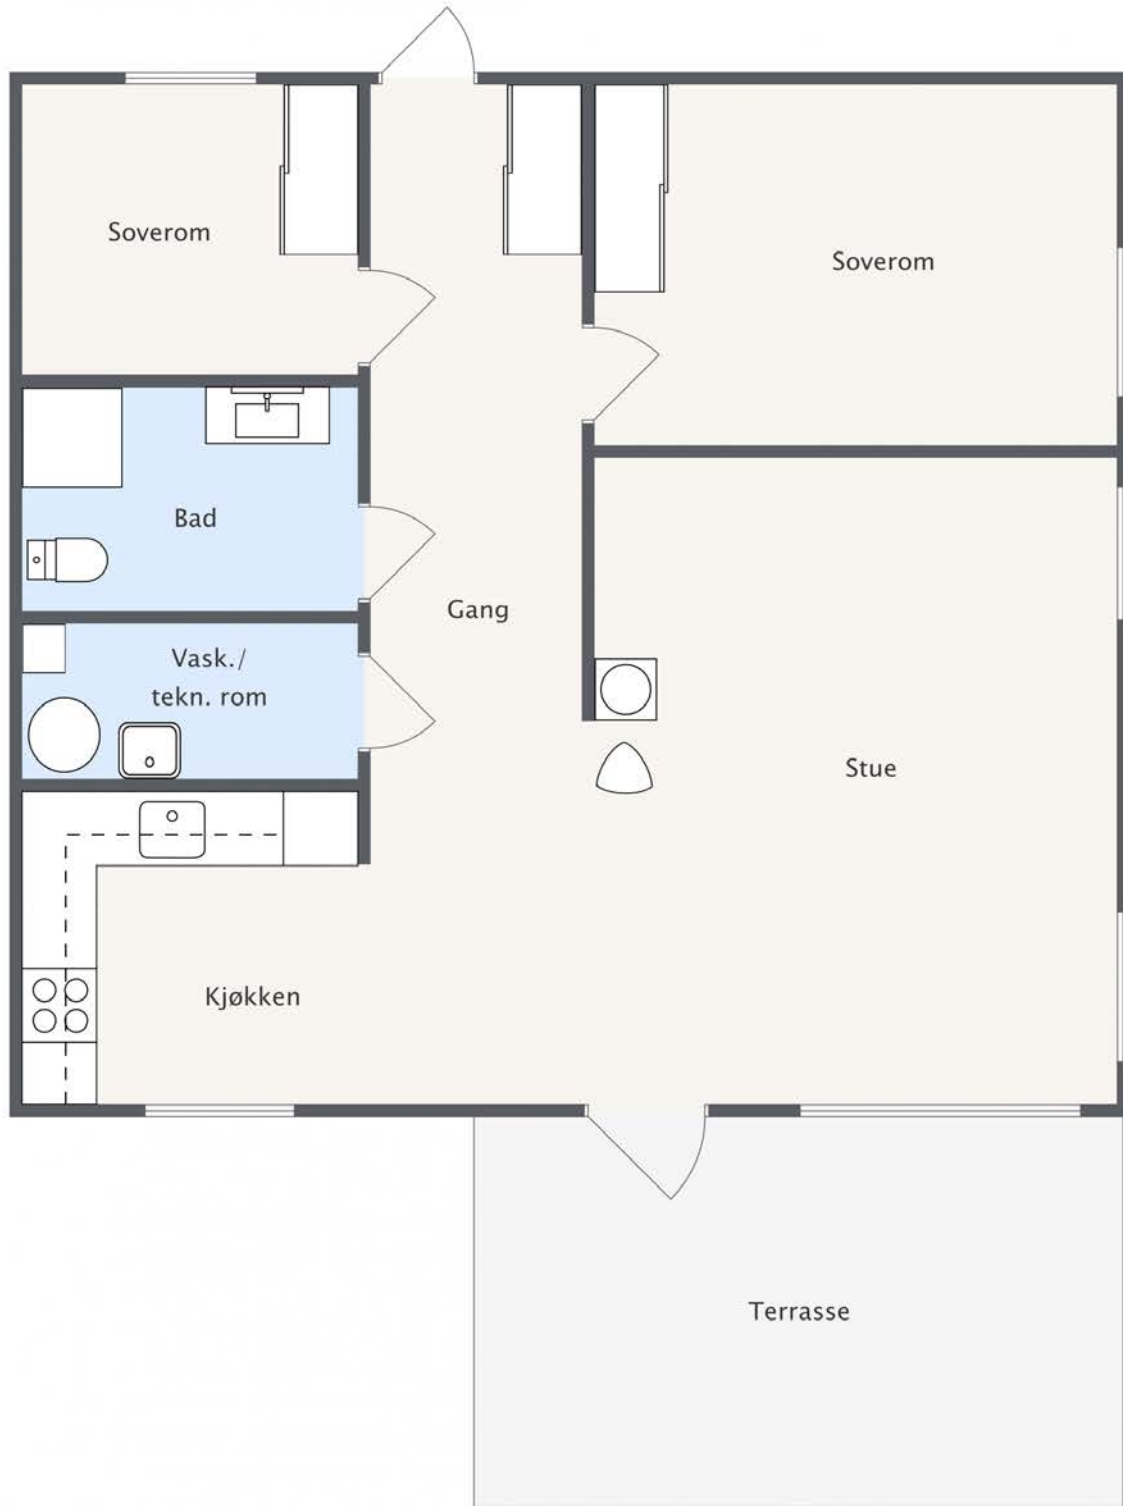 Soverom
Soverom
Bad
Gang
Vask./
tekn. rom
Stue
Kjøkken
Terrasse